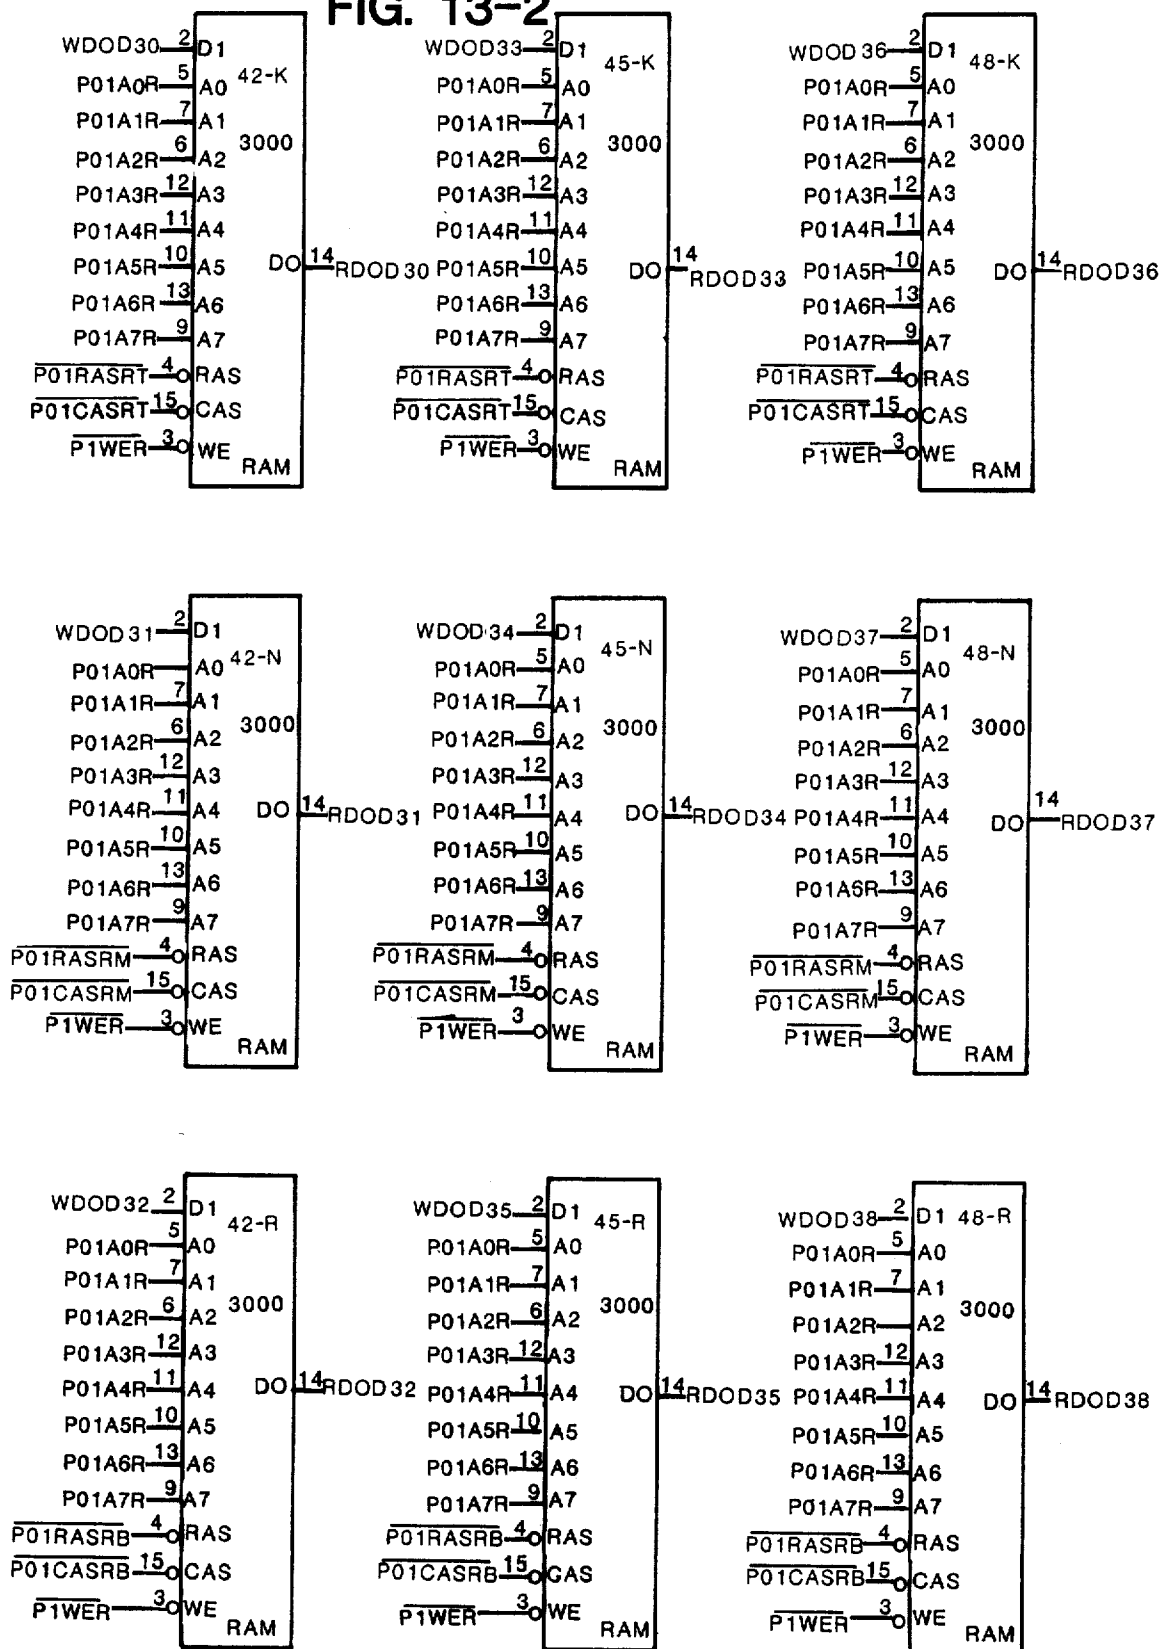 FIG. 13-2
WDOD30 2 D1
42-K
P01A0R 5 A0
P01A1R 7 A1
3000
P01A2R 6 A2
P01A3R 12 A3
P01A4R 11 A4
P01A5R 10 A5
DO 14 RDOD30
P01A6R 13 A6
P01A7R 9 A7
P01RASRT 4 RAS
P01CASRT 15 CAS
P1WER 3 WE
RAM
WDOD33 2 D1
45-K
P01A0R 5 A0
P01A1R 7 A1
3000
P01A2R 6 A2
P01A3R 12 A3
P01A4R 11 A4
P01A5R 10 A5
DO 14 RDOD33
P01A6R 13 A6
P01A7R 9 A7
P01RASRT 4 RAS
P01CASRT 15 CAS
P1WER 3 WE
RAM
WDOD36 2 D1
48-K
P01A0R 5 A0
P01A1R 7 A1
3000
P01A2R 6 A2
P01A3R 12 A3
P01A4R 11 A4
P01A5R 10 A5
DO 14 RDOD36
P01A6R 13 A6
P01A7R 9 A7
P01RASRT 4 RAS
P01CASRT 15 CAS
P1WER 3 WE
RAM
WDOD31 2 D1
42-N
P01A0R A0
P01A1R 7 A1
3000
P01A2R 6 A2
P01A3R 12 A3
P01A4R 11 A4
DO 14 RDOD31
P01A5R 10 A5
P01A6R 13 A6
P01A7R 9 A7
P01RASRM 4 RAS
P01CASRM 15 CAS
P1WER 3 WE
RAM
WDOD34 2 D1
45-N
P01A0R 5 A0
P01A1R 7 A1
3000
P01A2R 6 A2
P01A3R 12 A3
P01A4R 11 A4
DO 14 RDOD34
P01A5R 10 A5
P01A6R 13 A6
P01A7R 9 A7
P01RASRM 4 RAS
P01CASRM 15 CAS
P1WER 3 WE
RAM
WDOD37 2 D1
48-N
P01A0R 5 A0
P01A1R 7 A1
3000
P01A2R 6 A2
P01A3R 12 A3
P01A4R 11 A4
DO 14 RDOD37
P01A5R 10 A5
P01A6R 13 A6
P01A7R 9 A7
P01RASRM 4 RAS
P01CASRM 15 CAS
P1WER 3 WE
RAM
WDOD32 2 D1
42-R
P01A0R 5 A0
P01A1R 7 A1
3000
P01A2R 6 A2
P01A3R 12 A3
P01A4R 11 A4
DO 14 RDOD32
P01A5R 10 A5
P01A6R 13 A6
P01A7R 9 A7
P01RASRB 4 RAS
P01CASRB 15 CAS
P1WER 3 WE
RAM
WDOD35 2 D1
45-R
P01A0R 5 A0
P01A1R 7 A1
3000
P01A2R 6 A2
P01A3R 12 A3
P01A4R 11 A4
DO 14 RDOD35
P01A5R 10 A5
P01A6R 13 A6
P01A7R 9 A7
P01RASRB 4 RAS
P01CASRB 15 GAS
P1WER 3 WE
RAM
WDOD38 2 D1
48-R
P01A0R 5 A0
P01A1R 7 A1
3000
P01A2R A2
P01A3R 12 A3
P01A4R 11 A4
DO 14 RDOD38
P01A5R 10 A5
P01A6R 13 A6
P01A7R 9 A7
P01RASRB 4 RAS
P01CASRB 15 CAS
P1WER 3 WE
RAM